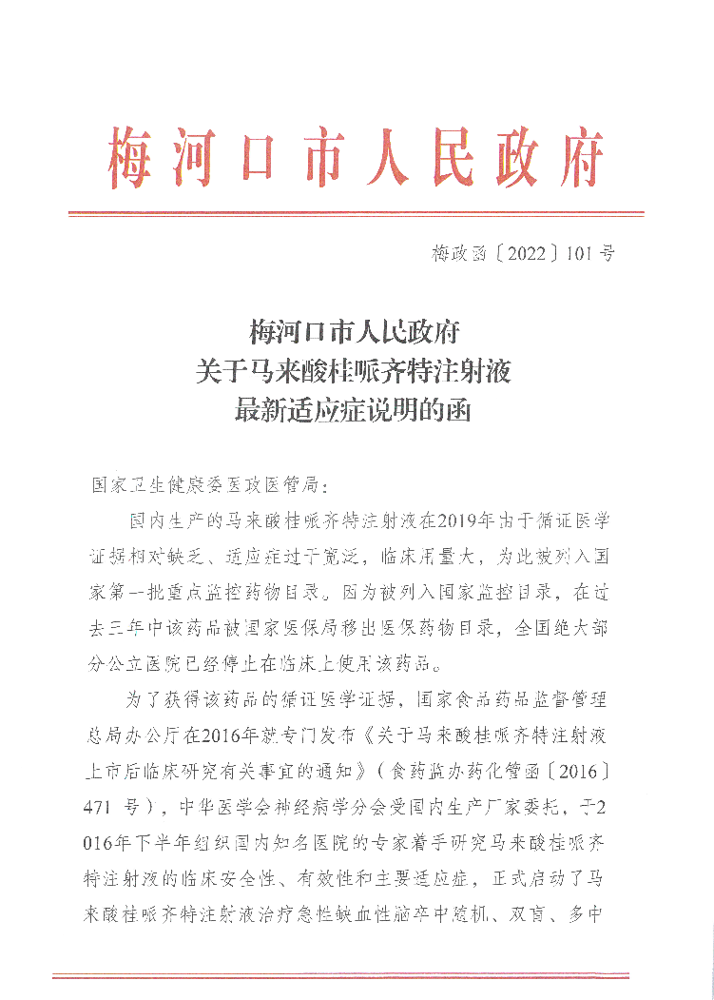 梅河口市人民政府
梅政函〔2022〕101 号
梅河口市人民政府
关于马来酸桂哌齐特注射液
最新适应症说明的函
国家卫生健康委医政医管局：
国内生产的马来酸桂哌齐特注射液在2019年由于循证医学
证据相对缺乏、适应症过于宽泛，临床用量大，为此被列入国
家第一批重点监控药物目录。因为被列入国家监控目录，在过
去三年中该药品被国家医保局移出医保药物目录，全国绝大部
分公立医院已经停止在临床上使用该药品。
为了获得该药品的循证医学证据，国家食品药品监督管理
总局办公厅在2016年就专门发布《关于马来酸桂哌齐特注射液
上市后临床研究有关事宜的通知》（食药监办药化管函〔2016〕
471 号），中华医学会神经病学分会受国内生产厂家委托，于2
016年下半年组织国内知名医院的专家着手研究马来酸桂哌齐
特注射液的临床安全性、有效性和主要适应症，正式启动了马
来酸桂哌齐特注射液治疗急性缺血性脑卒中随机、双盲、多中